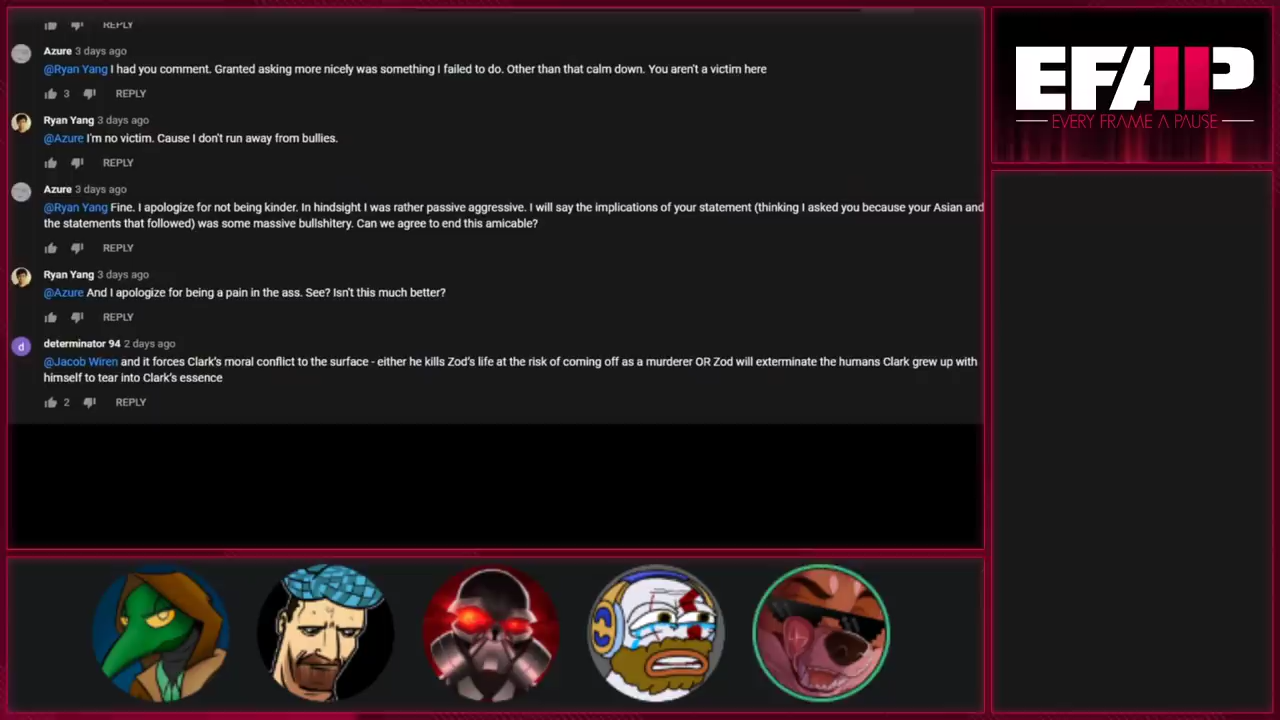 REPLY
Azure 3 days ago
@Ryan Yang I had you comment. Granted asking more nicely was something I failed to do. Other than that calm down. You aren't a victim here
3 REPLY
Ryan Yang 3 days ago
@Azure I'm no victim. Cause I don't run away from bullies.
REPLY
Azure 3 days ago
@Ryan Yang Fine. I apologize for not being kinder. In hindsight I was rather passive aggressive. I will say the implications of your statement (thinking I asked you because your Asian and
the statements that followed) was some massive bullshitery. Can we agree to end this amicable?
REPLY
Ryan Yang 3 days ago
@Azure And I apologize for being a pain in the ass. See? Isn't this much better?
REPLY
d
determinator 94 2 days ago
@Jacob Wiren and it forces Clark's moral conflict to the surface - either he kills Zod's life at the risk of coming off as a murderer OR Zod will exterminate the humans Clark grew up with
himself to tear into Clark's essence
2 REPLY
EFAP
EVERY FRAME A PAUSE